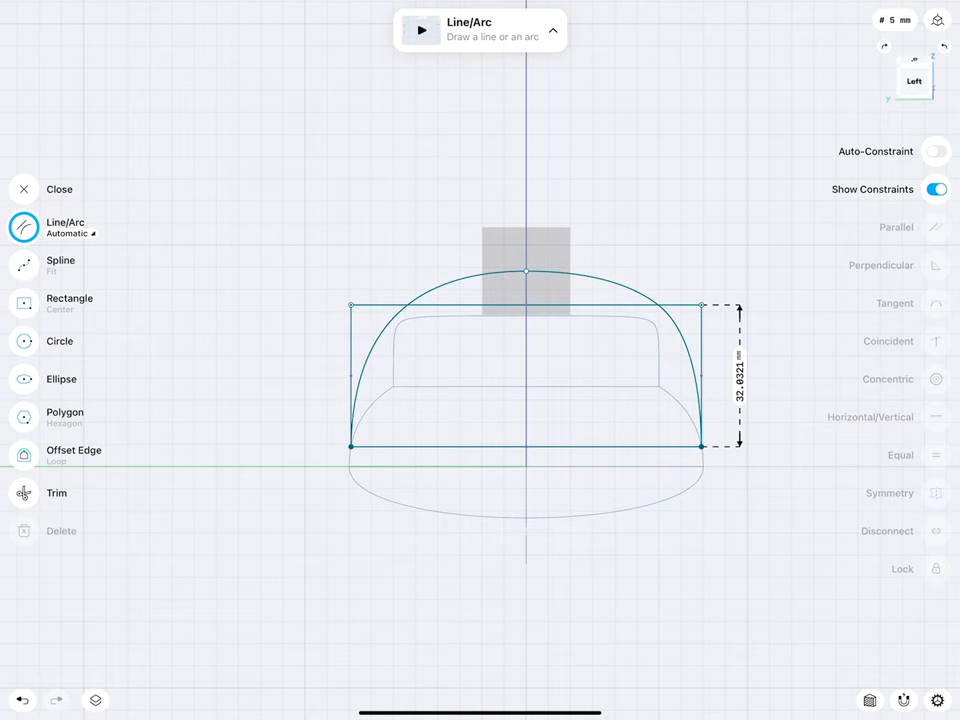 Line/Arc
Draw a line or an arc
# 5 mm
Z
Left
Y
Auto-Constraint
Close
Show Constraints
Line/Arc
Automatic
Parallel
Spline
Fit
Perpendicular
Rectangle
Center
Tangent
Circle
Coincident
Ellipse
Concentric
32.0321 mm
Polygon
Hexagon
Horizontal/Vertical
Offset Edge
Loop
Equal
Trim
Symmetry
Delete
Disconnect
Lock